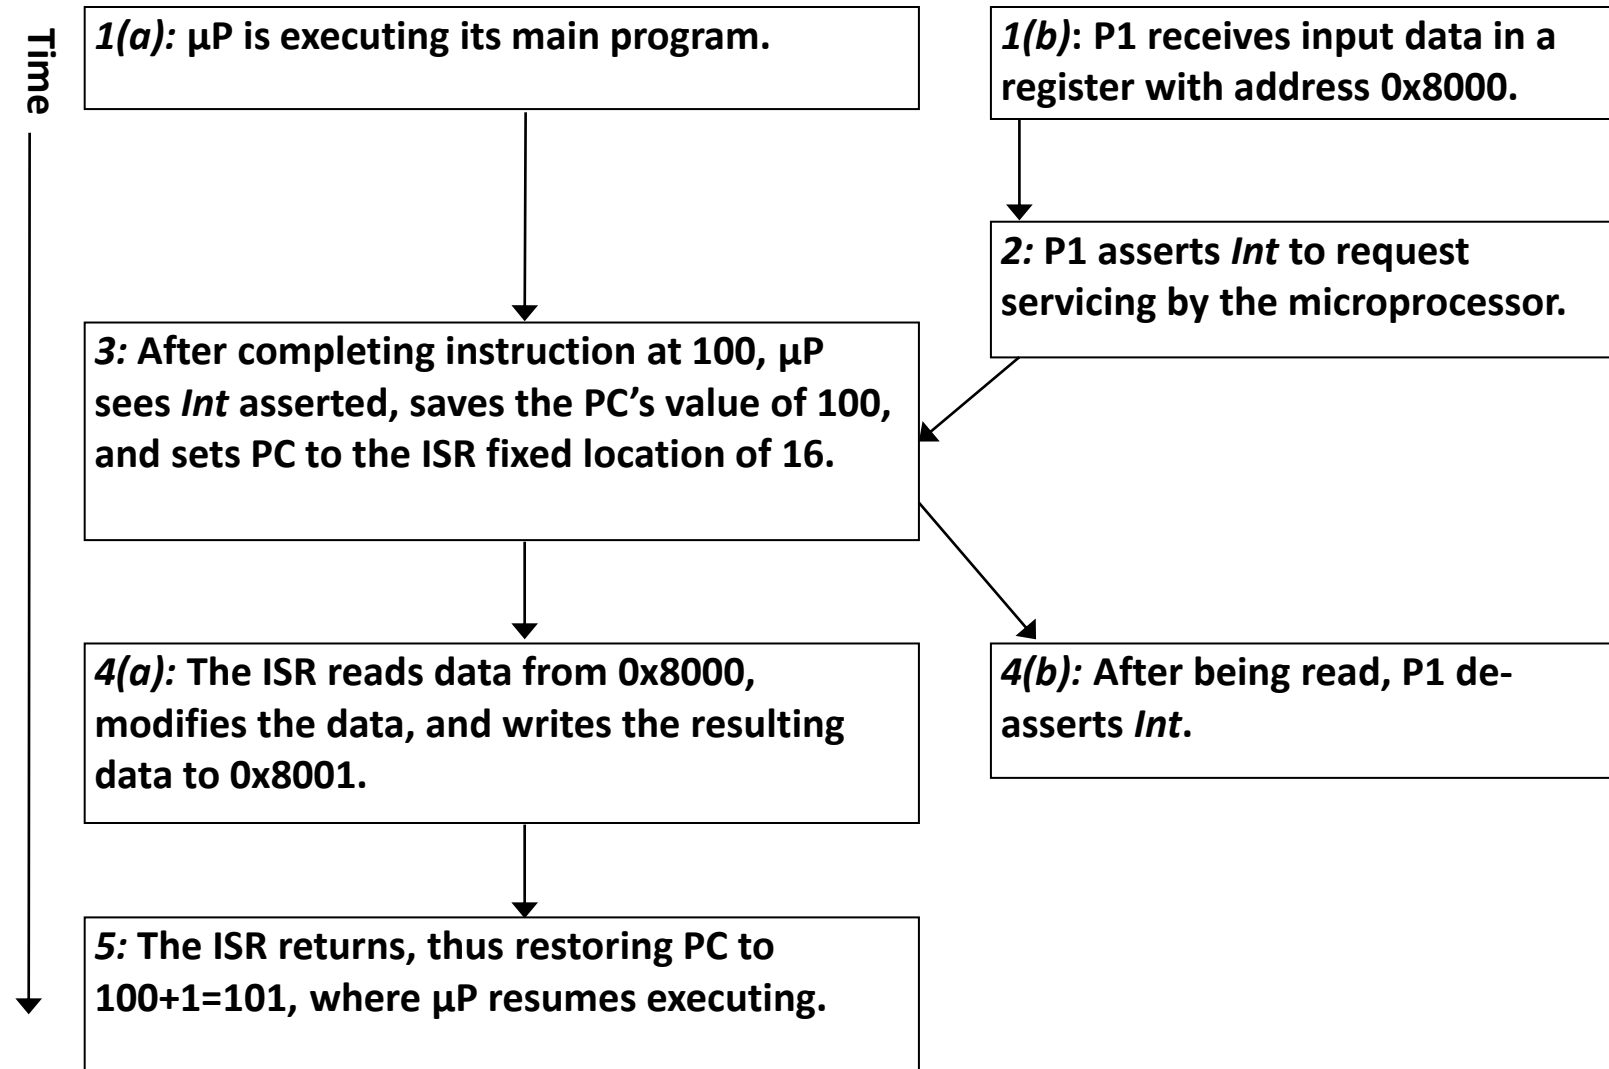 Time
1(a): μP is executing its main program.
1(b): P1 receives input data in a
register with address 0x8000.
2: P1 asserts Int to request
servicing by the microprocessor.
3: After completing instruction at 100, μP
sees Int asserted, saves the PC’s value of 100,
and sets PC to the ISR fixed location of 16.
4(a): The ISR reads data from 0x8000,
modifies the data, and writes the resulting
data to 0x8001.
4(b): After being read, P1 de-
asserts Int.
5: The ISR returns, thus restoring PC to
100+1=101, where μP resumes executing.